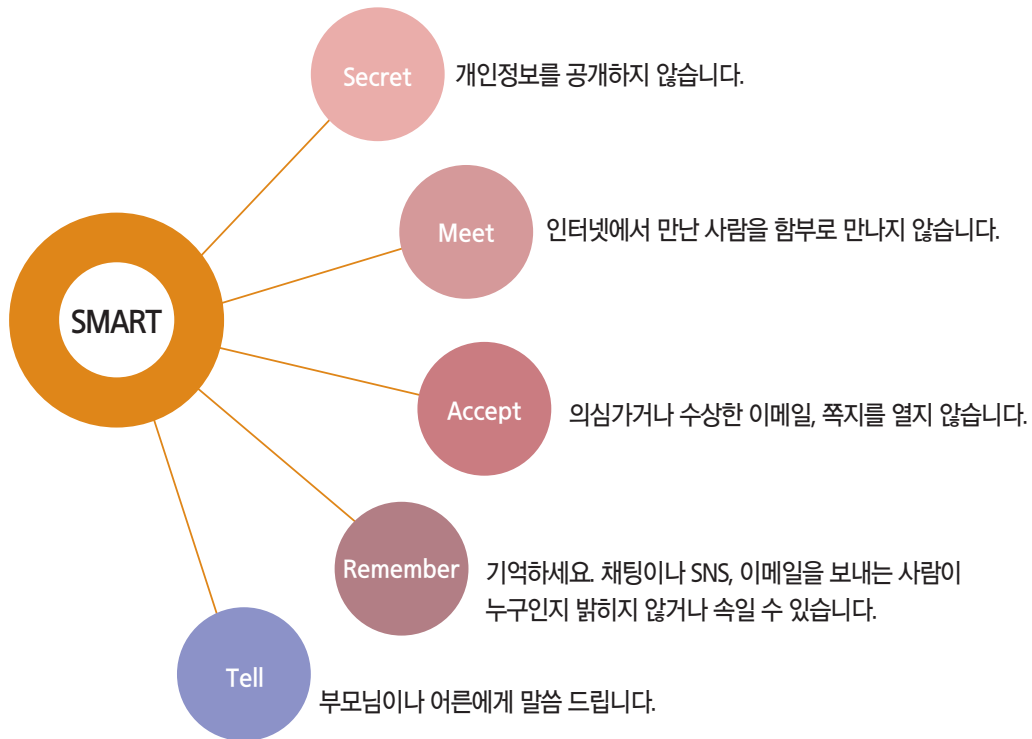 Secret
개인정보를 공개하지 않습니다.
Meet
인터넷에서 만난 사람을 함부로 만나지 않습니다.
SMART
Accept
의심가거나 수상한 이메일, 쪽지를 열지 않습니다.
Remember
기억하세요. 채팅이나 SNS, 이메일을 보내는 사람이
누구인지 밝히지 않거나 속일 수 있습니다.
Tell
부모님이나 어른에게 말씀 드립니다.